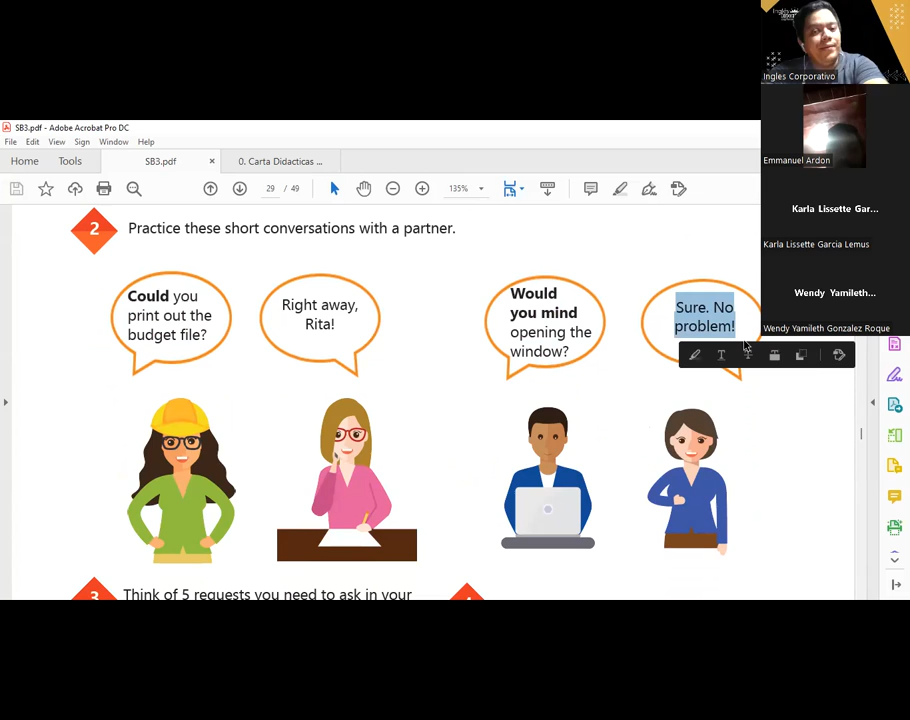 SB3.pdf - Adobe Acrobat Pro DC
File Edit View Sign Window Help
Home Tools SB3.pdf × 0. Carta Didacticas ...
29 / 49 135%
2 Practice these short conversations with a partner.
Could you
print out the
budget file?
Right away,
Rita!
Would
you mind
opening the
window?
Sure. No
problem!
3 Think of 5 requests you need to ask in your
Ingles Corporativo
Emmanuel Ardon
Karla Lissette Gar...
Karla Lissette Garcia Lemus
Wendy Yamileth...
Wendy Yamileth Gonzalez Roque